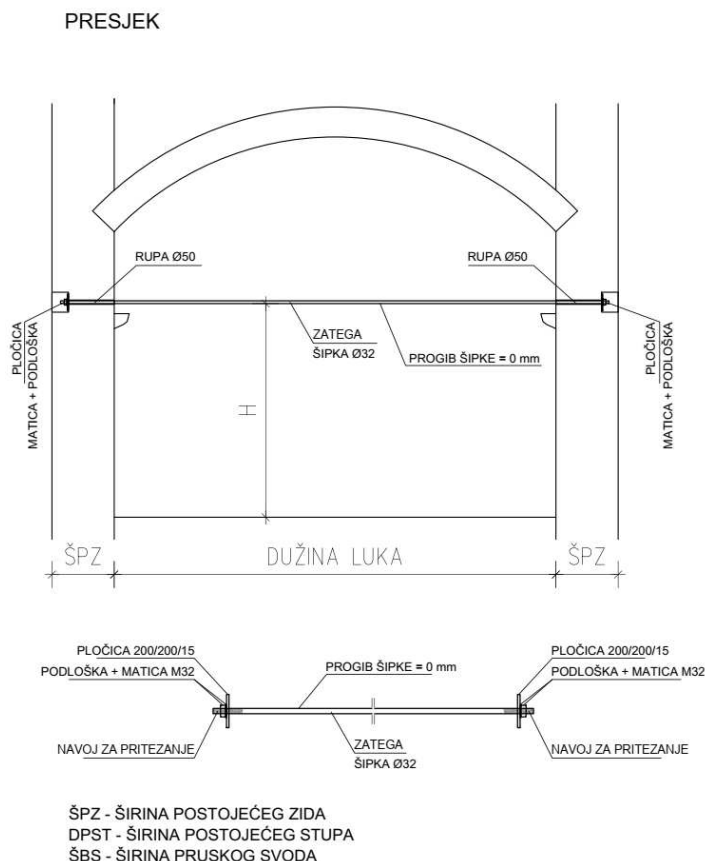 PRESJEK
RUPA Ø50
RUPA Ø50
PLOČICA
MATICA + PODLOŠKA
ZATEGA
ŠIPKA Ø32
PROGIB ŠIPKE = 0 mm
PLOČICA
MATICA + PODLOŠKA
H
ŠPZ
DUŽINA LUKA
ŠPZ
PLOČICA 200/200/15
PODLOŠKA + MATICA M32
PROGIB ŠIPKE = 0 mm
PLOČICA 200/200/15
PODLOŠKA + MATICA M32
NAVOJ ZA PRITEZANJE
ZATEGA
ŠIPKA Ø32
NAVOJ ZA PRITEZANJE
ŠPZ - ŠIRINA POSTOJEĆEG ZIDA
DPST - ŠIRINA POSTOJEĆEG STUPA
ŠBS - ŠIRINA PRUSKOG SVODA